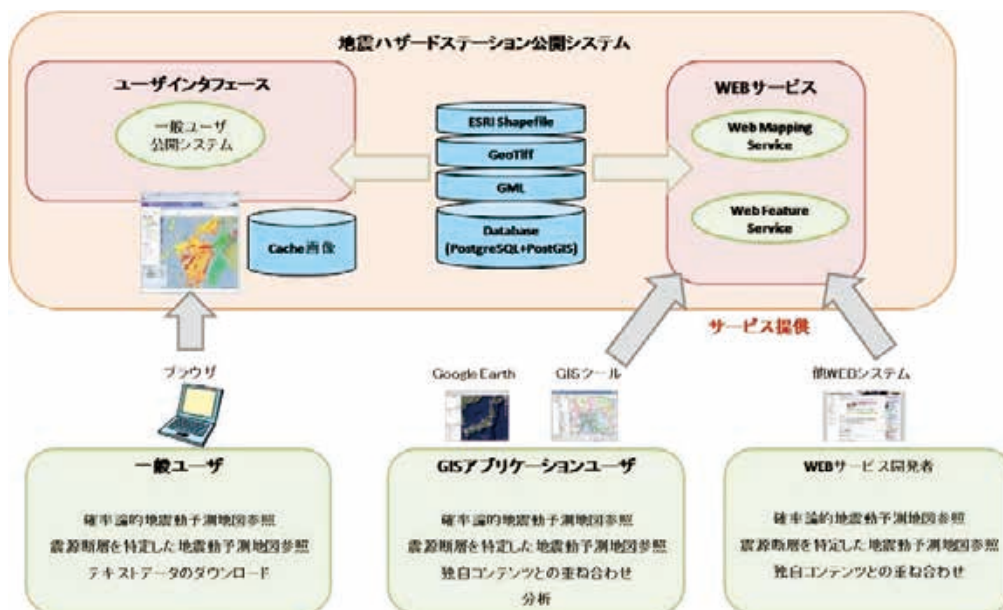 地震ハザードステーション公開システム
ユーザインタフェース
一般ユーザ
公開システム
Cache画像
ESRI Shapefile
GeoTiff
GML
Database
(PostgreSQL+PostGIS)
WEBサービス
Web Mapping
Service
Web Feature
Service
サービス提供
ブラウザ
Google Earth
GISツール
他WEBシステム
一般ユーザ
確率論的地震動予測地図参照
震源断層を特定した地震動予測地図参照
テキストデータのダウンロード
GISアプリケーションユーザ
確率論的地震動予測地図参照
震源断層を特定した地震動予測地図参照
独自コンテンツとの重ね合わせ
分析
WEBサービス開発者
確率論的地震動予測地図参照
震源断層を特定した地震動予測地図参照
独自コンテンツとの重ね合わせ